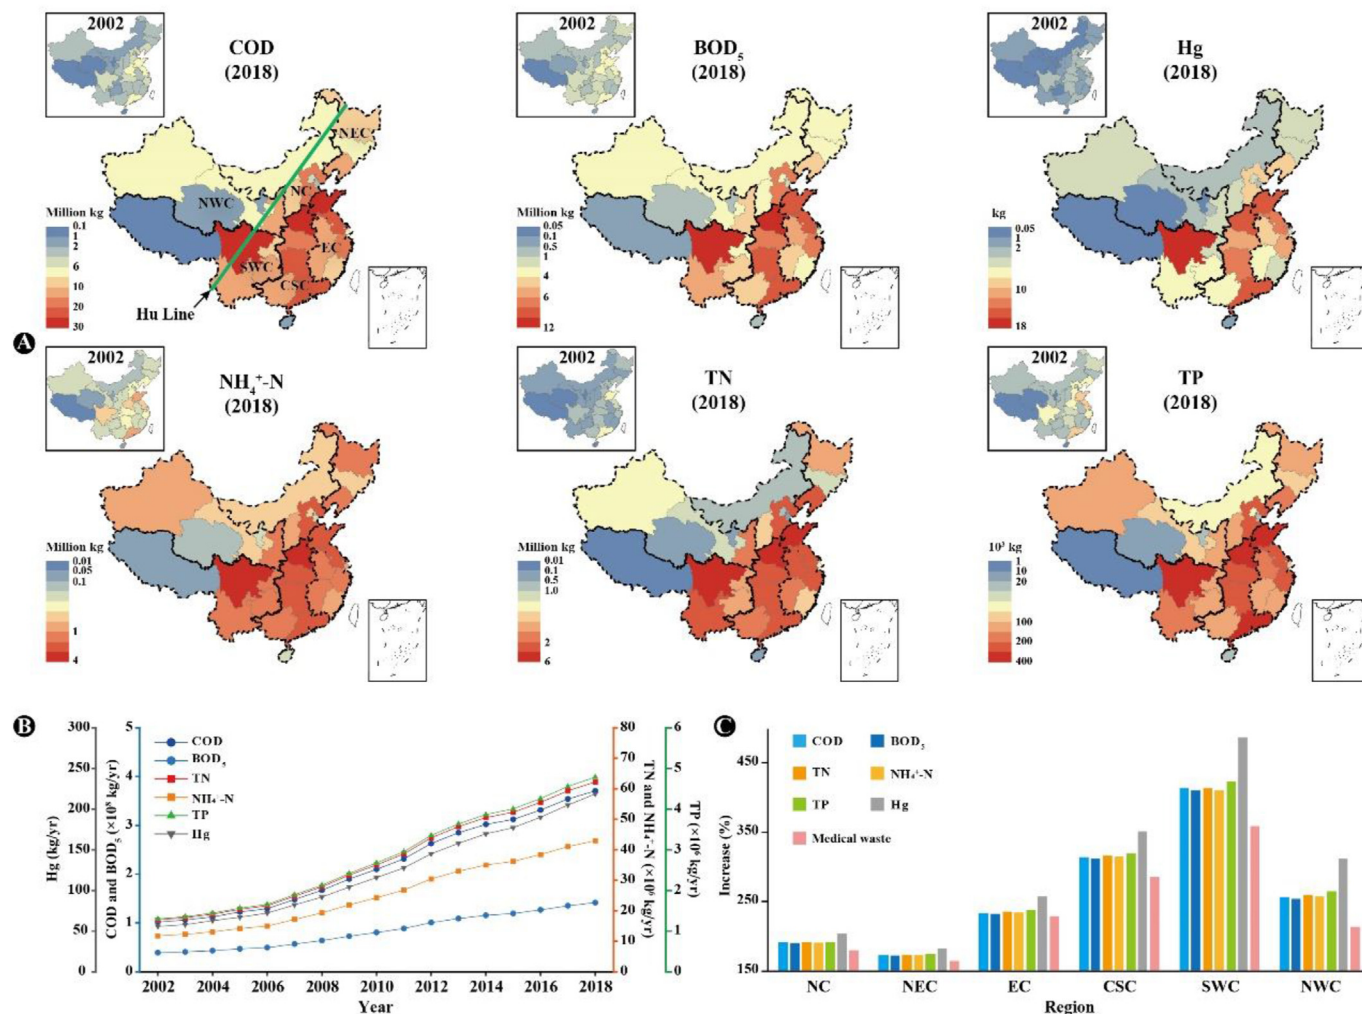 2002
COD
(2018)
NEC
NC
NWC
EC
SWC
CSC
Hu Line
Million kg
0.1
1
2
6
10
20
30
2002
BOD₅
(2018)
Million kg
0.05
0.1
0.5
1
4
6
12
2002
Hg
(2018)
kg
0.05
1
2
10
18
A
2002
NH₄⁺-N
(2018)
Million kg
0.01
0.05
0.1
1
4
2002
TN
(2018)
Million kg
0.01
0.1
0.5
1.0
2
6
2002
TP
(2018)
10³ kg
1
10
20
100
200
400
B
Hg (kg/yr)
300
250
200
150
100
50
0
COD and BOD₅ (×10⁸ kg/yr)
5
4
3
2
1
0
COD
BOD₅
TN
NH₄⁺-N
TP
Hg
80
70
60
50
40
30
20
10
0
TN and NH₄⁺-N (×10⁶ kg/yr)
6
5
4
3
2
1
0
TP (×10⁶ kg/yr)
2002 2004 2006 2008 2010 2012 2014 2016 2018
Year
C
Increase (%)
450
350
250
150
COD BOD₅
TN NH₄⁺-N
TP Hg
Medical waste
NC NEC EC CSC SWC NWC
Region